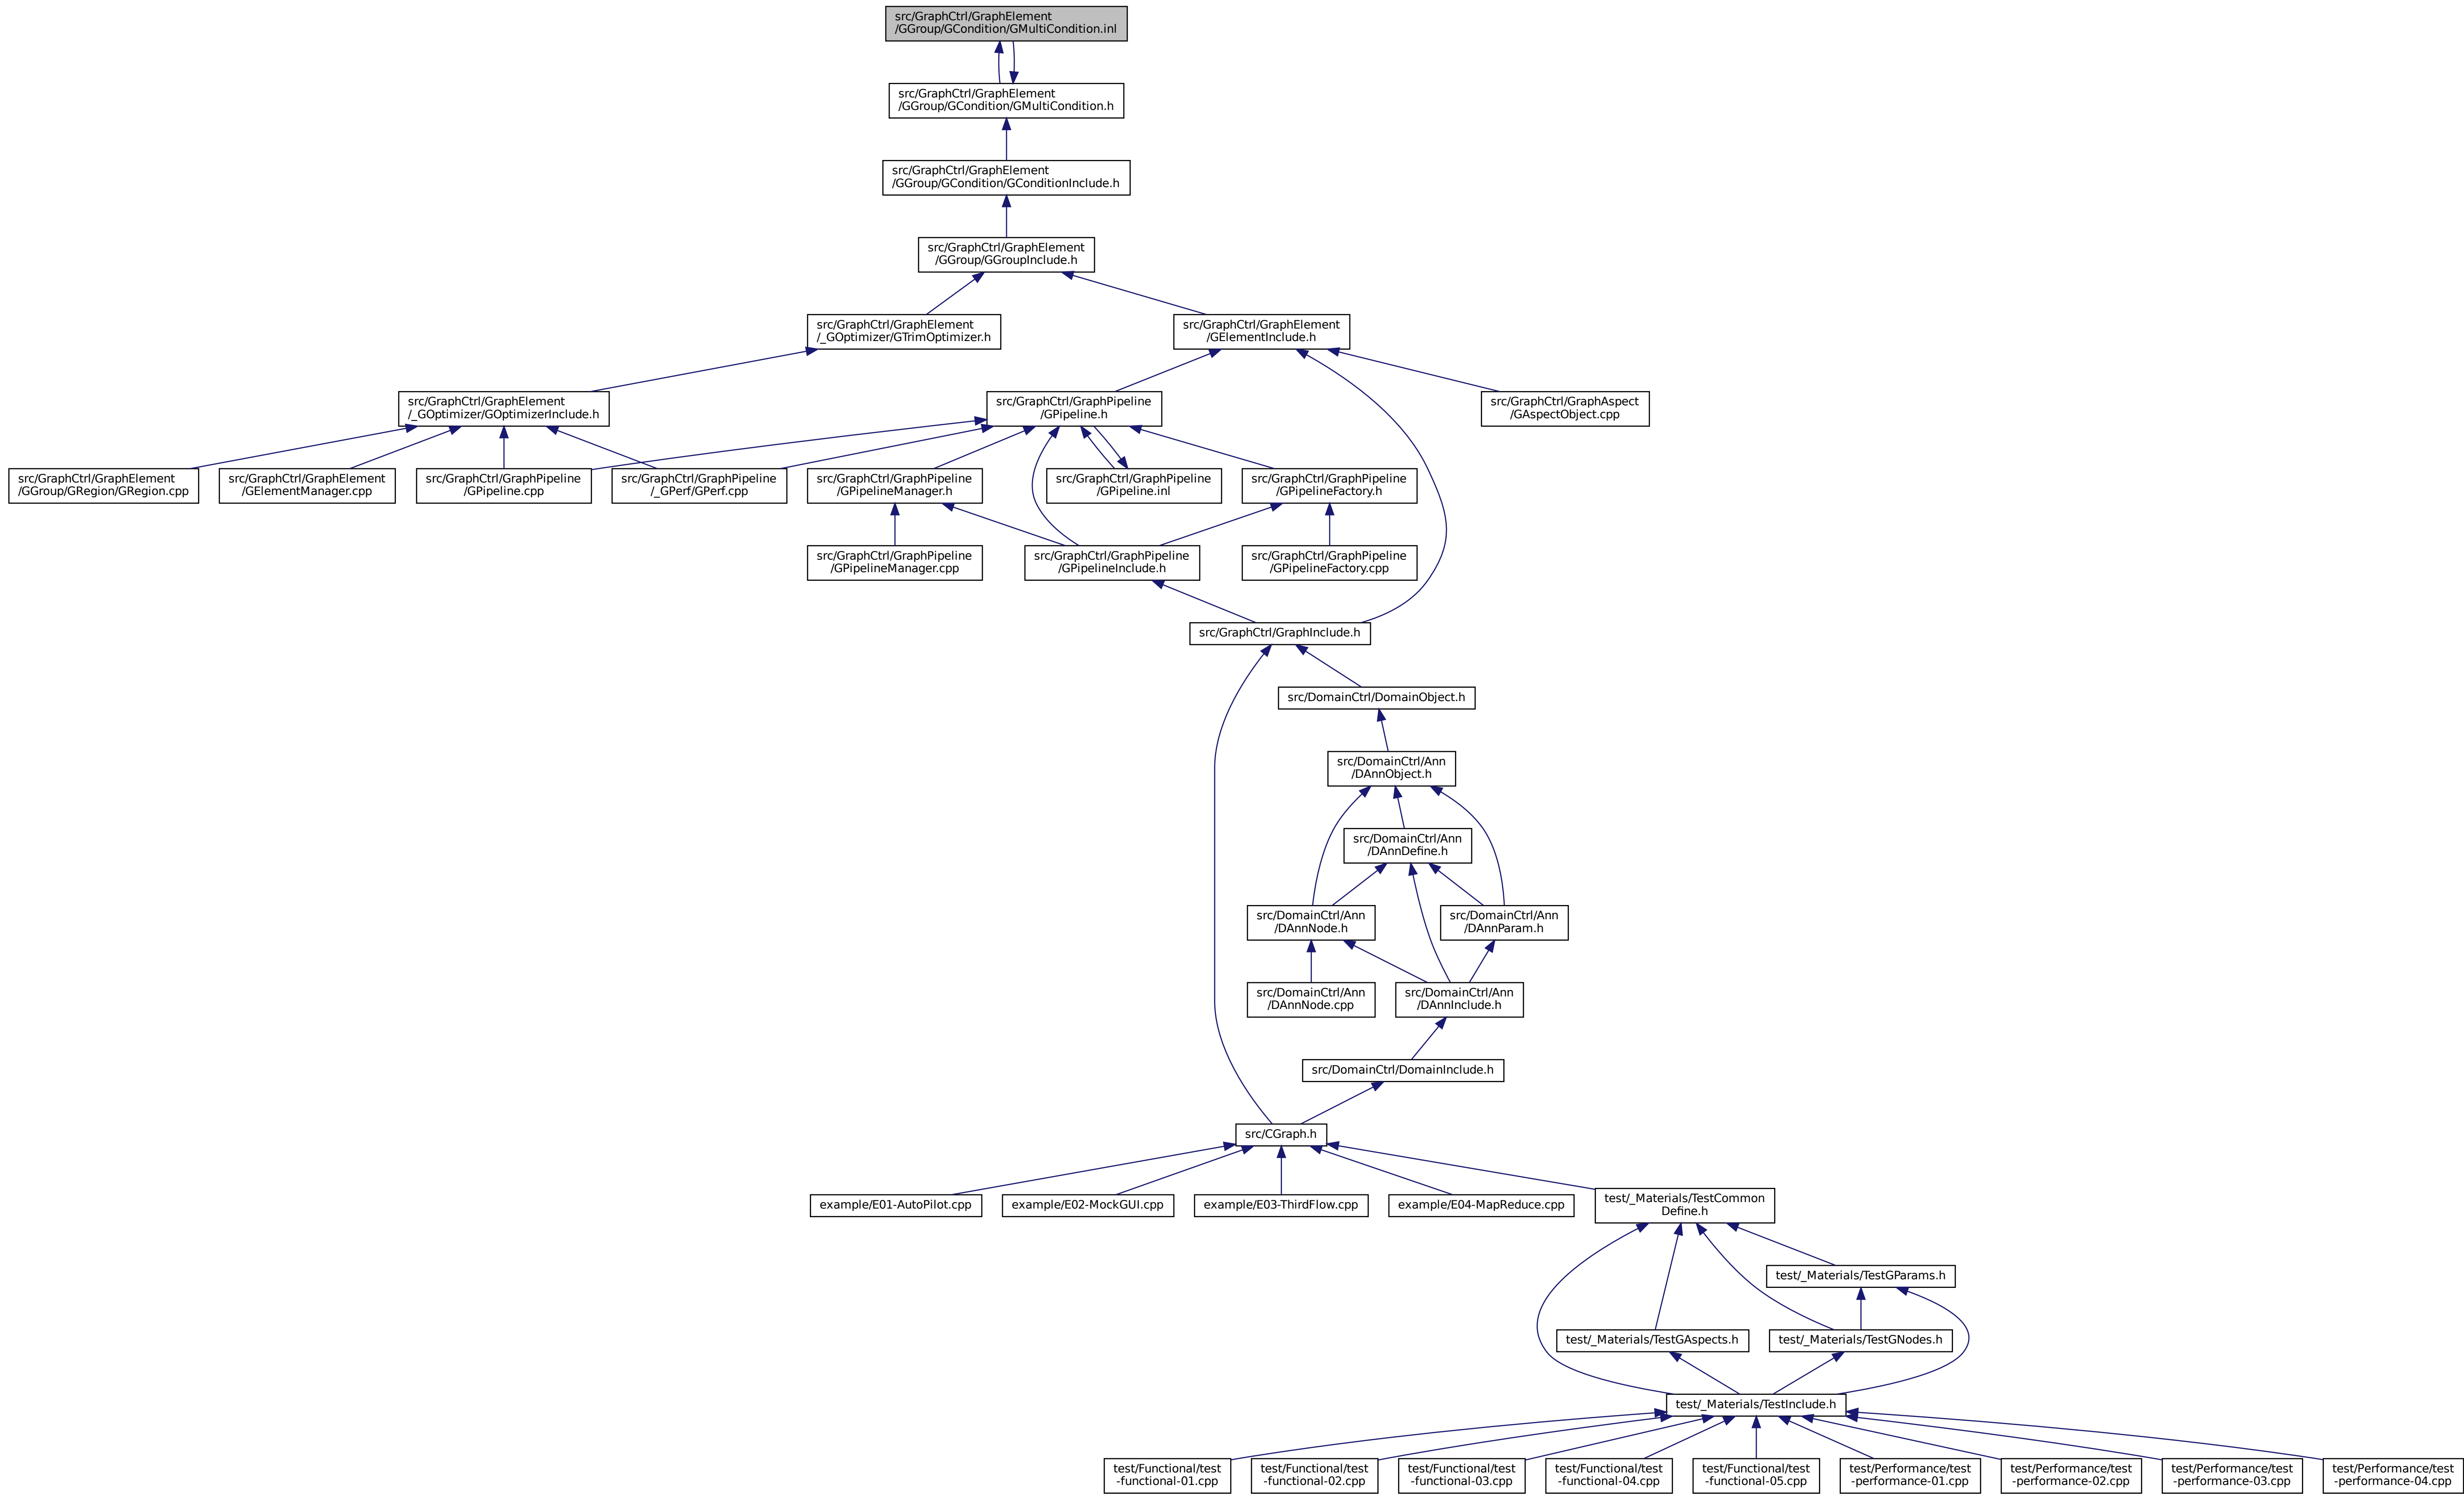 src/GraphCtrl/GraphElement
/GGroup/GCondition/GMultiCondition.inl
src/GraphCtrl/GraphElement
/GGroup/GCondition/GMultiCondition.h
src/GraphCtrl/GraphElement
/GGroup/GCondition/GConditionInclude.h
src/GraphCtrl/GraphElement
/GGroup/GGroupInclude.h
src/GraphCtrl/GraphElement
/_GOptimizer/GTrimOptimizer.h
src/GraphCtrl/GraphElement
/GElementInclude.h
src/GraphCtrl/GraphElement
/_GOptimizer/GOptimizerInclude.h
src/GraphCtrl/GraphPipeline
/GPipeline.h
src/GraphCtrl/GraphAspect
/GAspectObject.cpp
src/GraphCtrl/GraphElement
/GGroup/GRegion/GRegion.cpp
src/GraphCtrl/GraphElement
/GElementManager.cpp
src/GraphCtrl/GraphPipeline
/GPipeline.cpp
src/GraphCtrl/GraphPipeline
/_GPerf/GPerf.cpp
src/GraphCtrl/GraphPipeline
/GPipelineManager.h
src/GraphCtrl/GraphPipeline
/GPipeline.inl
src/GraphCtrl/GraphPipeline
/GPipelineFactory.h
src/GraphCtrl/GraphPipeline
/GPipelineManager.cpp
src/GraphCtrl/GraphPipeline
/GPipelineInclude.h
src/GraphCtrl/GraphPipeline
/GPipelineFactory.cpp
src/GraphCtrl/GraphInclude.h
src/DomainCtrl/DomainObject.h
src/DomainCtrl/Ann
/DAnnObject.h
src/DomainCtrl/Ann
/DAnnDefine.h
src/DomainCtrl/Ann
/DAnnNode.h
src/DomainCtrl/Ann
/DAnnParam.h
src/DomainCtrl/Ann
/DAnnNode.cpp
src/DomainCtrl/Ann
/DAnnInclude.h
src/DomainCtrl/DomainInclude.h
src/CGraph.h
example/E01-AutoPilot.cpp
example/E02-MockGUI.cpp
example/E03-ThirdFlow.cpp
example/E04-MapReduce.cpp
test/_Materials/TestCommon
Define.h
test/_Materials/TestGParams.h
test/_Materials/TestGAspects.h
test/_Materials/TestGNodes.h
test/_Materials/TestInclude.h
test/Functional/test
-functional-01.cpp
test/Functional/test
-functional-02.cpp
test/Functional/test
-functional-03.cpp
test/Functional/test
-functional-04.cpp
test/Functional/test
-functional-05.cpp
test/Performance/test
-performance-01.cpp
test/Performance/test
-performance-02.cpp
test/Performance/test
-performance-03.cpp
test/Performance/test
-performance-04.cpp